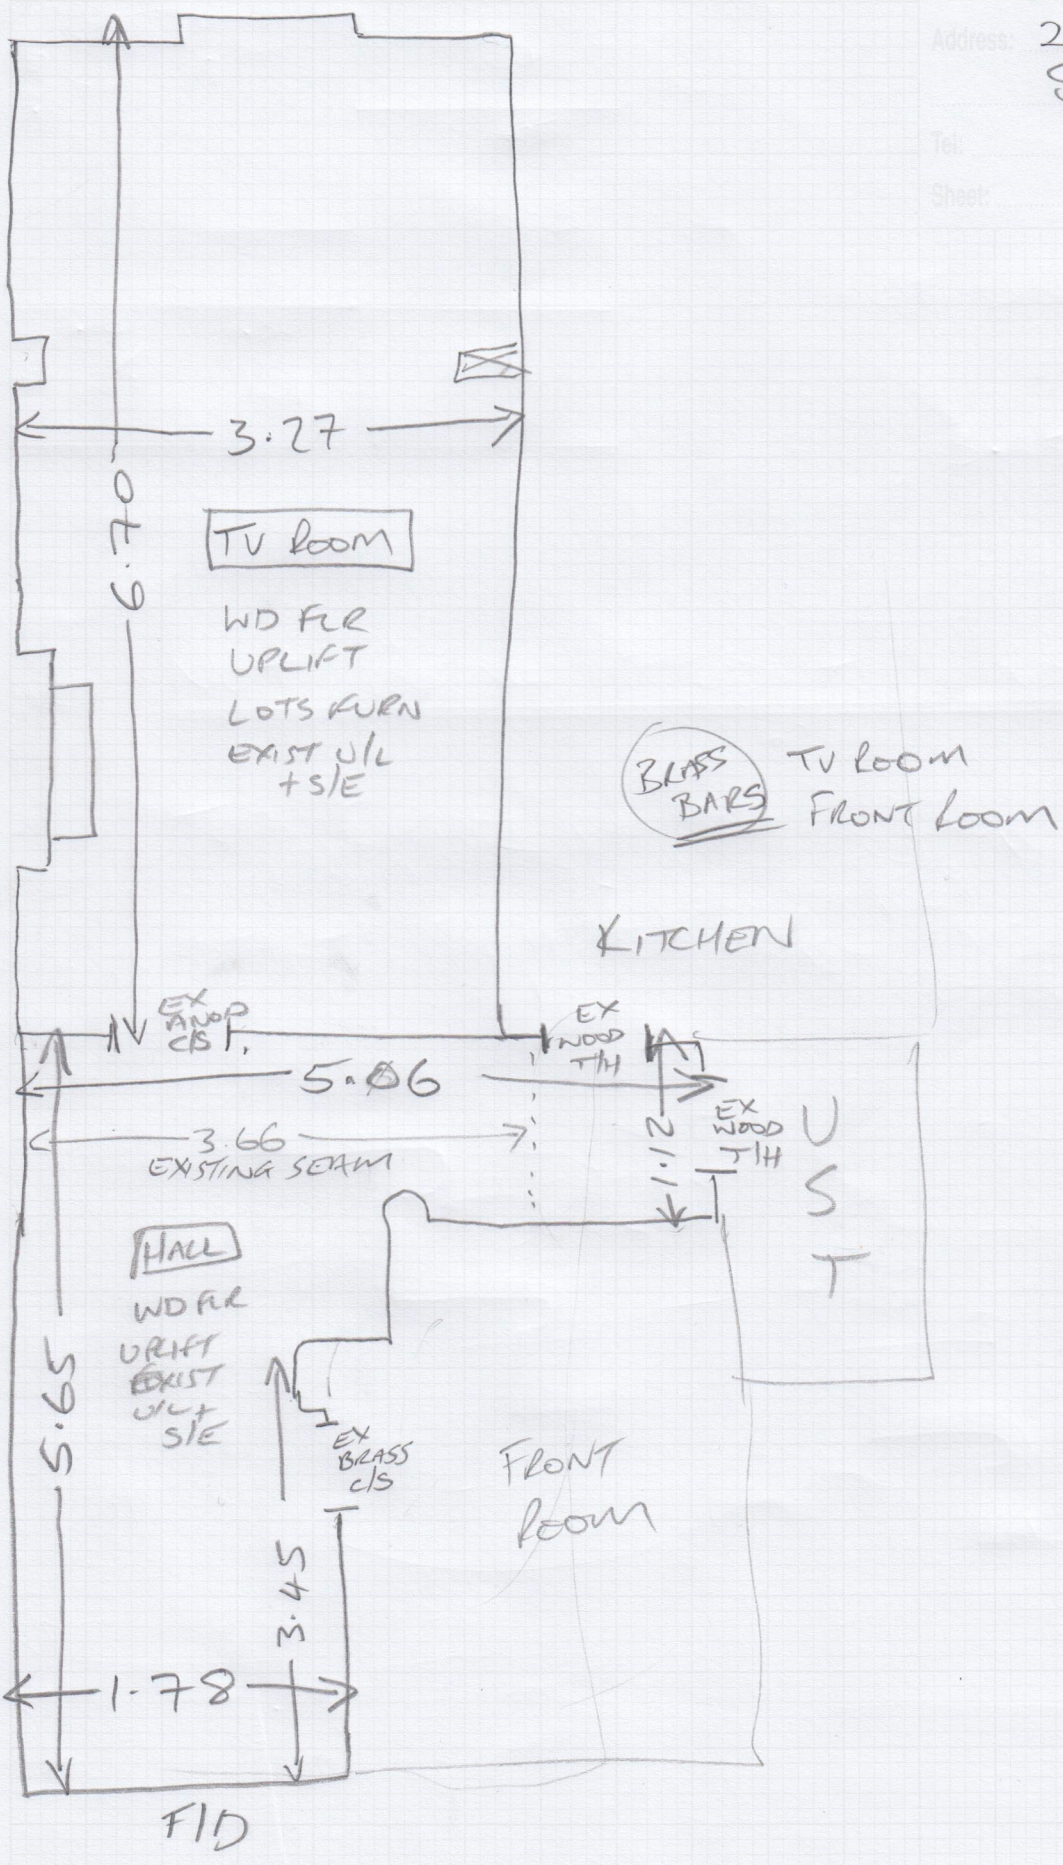 Address: 2
Tel:
Sheet:
3.27
6.70
TV ROOM
WD FLR
UPLIFT
LOTS FURN
EXIST U/L
+ S/E
BRASS
BARS
TV ROOM
FRONT ROOM
KITCHEN
EX
ANOD
C/S
EX
WOOD
T/H
5.06
3.66
EXISTING SEAM
1.12
EX
WOOD
T/H
U
S
T
HALL
WD FLR
UPLIFT
EXIST
U/L +
S/E
5.65
EX
BRASS
C/S
FRONT
ROOM
3.45
1.78
F/D